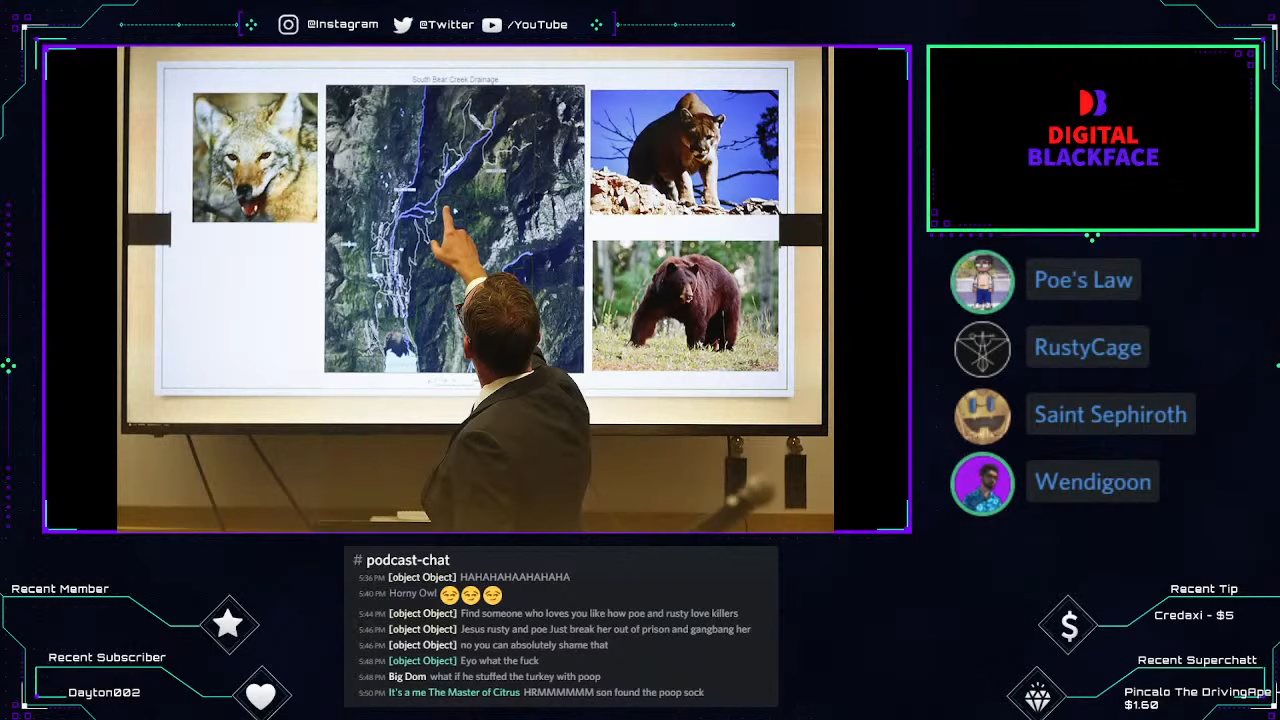 @Instagram @Twitter /YouTube
South Bear Creek Drainage
DIGITAL
BLACKFACE
Poe's Law
RustyCage
Saint Sephiroth
Wendigoon
# podcast-chat
5:36 PM [object Object] HAHAHAHAAHAHAHA
5:40 PM Horny Owl 😏😏😏
5:44 PM [object Object] Find someone who loves you like how poe and rusty love killers
5:46 PM [object Object] Jesus rusty and poe Just break her out of prison and gangbang her
5:46 PM [object Object] no you can absolutely shame that
5:48 PM [object Object] Eyo what the fuck
5:48 PM Big Dom what if he stuffed the turkey with poop
5:50 PM It's a me The Master of Citrus HRMMMMMM son found the poop sock
Recent Member
Recent Subscriber
Dayton002
Recent Tip
Credaxi - $5
Recent Superchatt
Pincalo The DrivingApe
$1.60